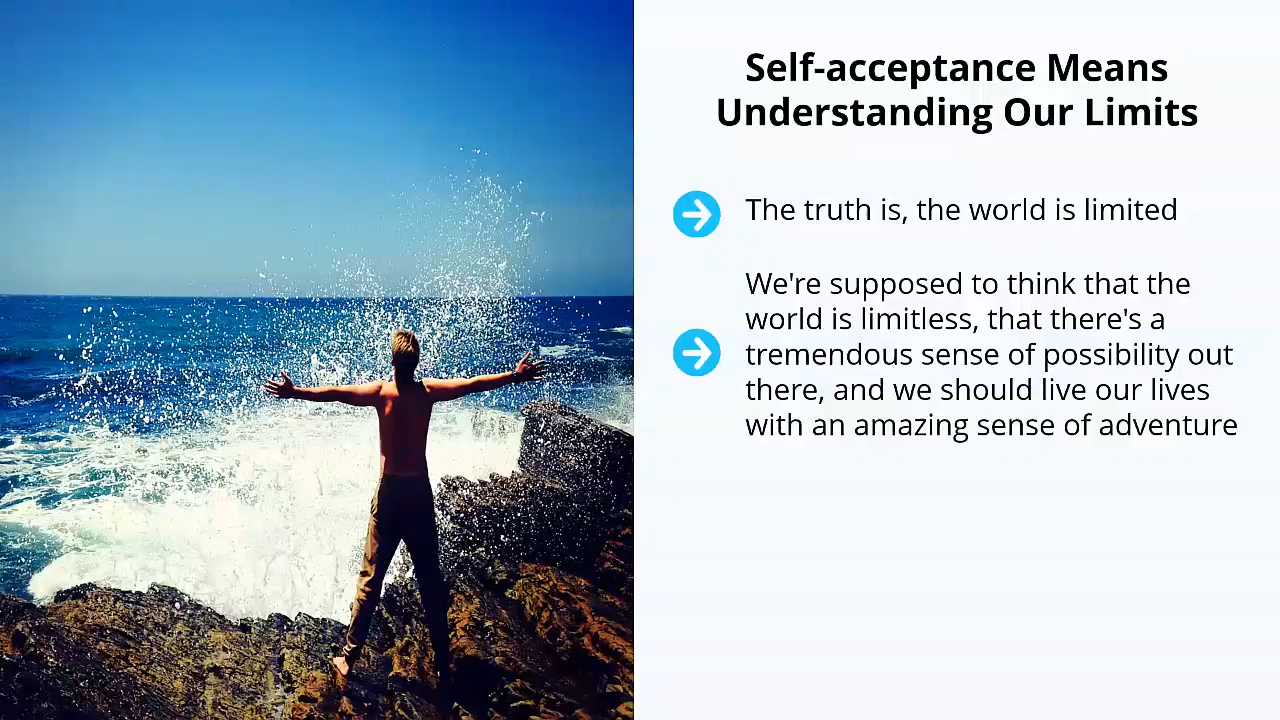 Self-acceptance Means
Understanding Our Limits
The truth is, the world is limited
We're supposed to think that the
world is limitless, that there's a
tremendous sense of possibility out
there, and we should live our lives
with an amazing sense of adventure